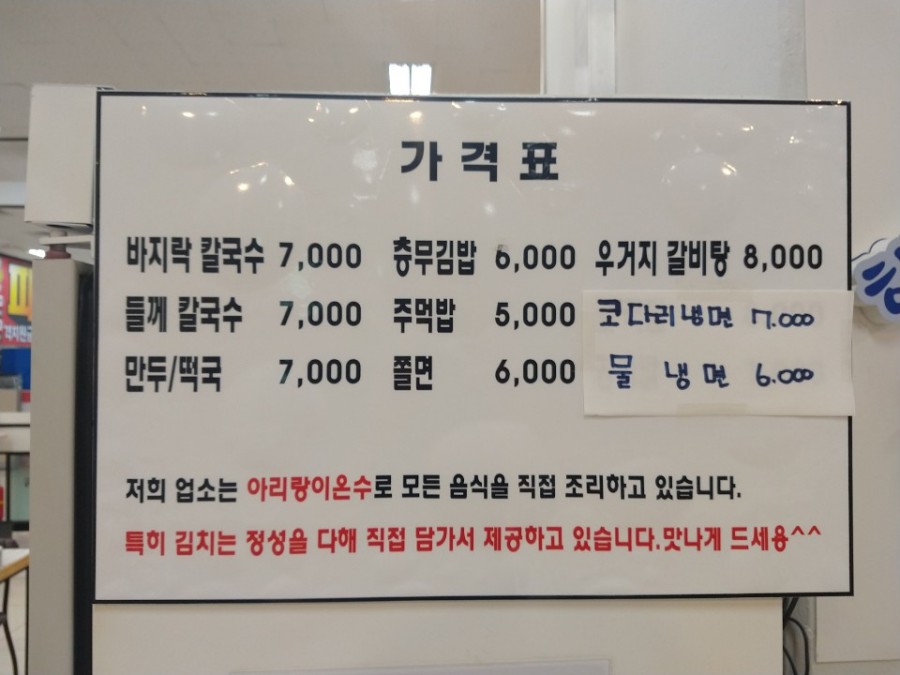 가격표
바지락 칼국수 7,000 충무김밥 6,000 우거지 갈비탕 8,000
들께 칼국수 7,000 주먹밥 5,000 코다리냉면 7.000
만두/떡국 7,000 쫄면 6,000 물냉면 6.000
저희 업소는 아리랑이온수로 모든 음식을 직접 조리하고 있습니다.
특히 김치는 정성을 다해 직접 담가서 제공하고 있습니다.맛나게 드세용^^